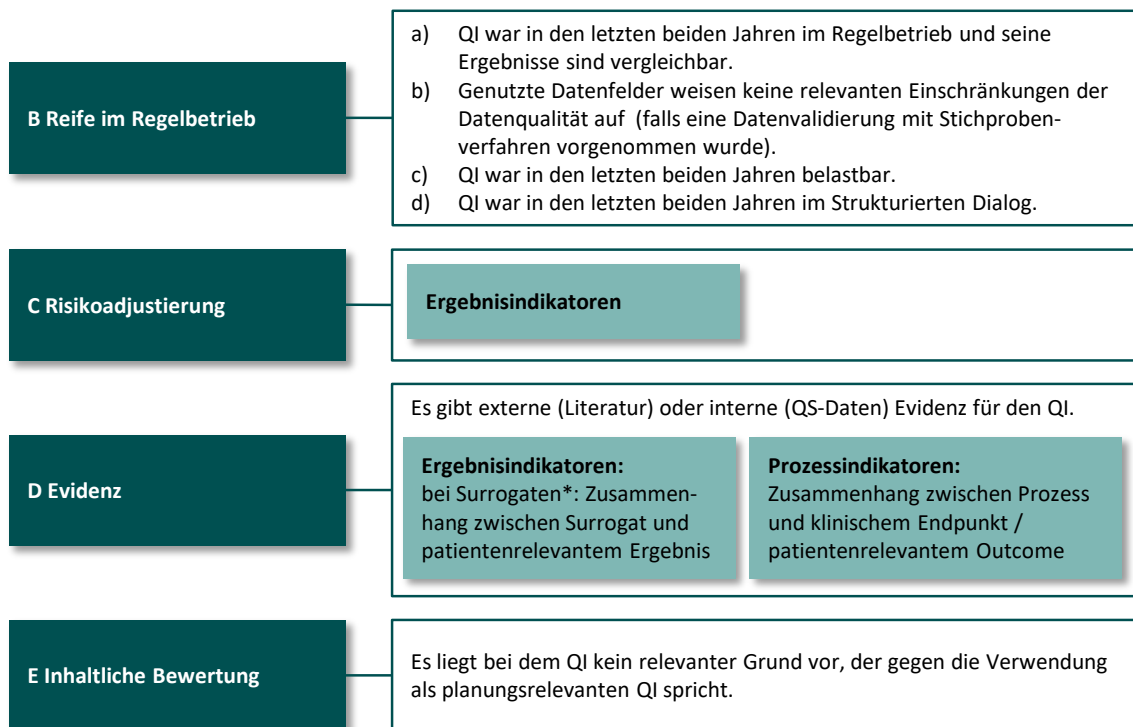 B Reife im Regelbetrieb
a) QI war in den letzten beiden Jahren im Regelbetrieb und seine
Ergebnisse sind vergleichbar.
b) Genutzte Datenfelder weisen keine relevanten Einschränkungen der
Datenqualität auf (falls eine Datenvalidierung mit Stichproben-
verfahren vorgenommen wurde).
c) QI war in den letzten beiden Jahren belastbar.
d) QI war in den letzten beiden Jahren im Strukturierten Dialog.
C Risikoadjustierung
Ergebnisindikatoren
D Evidenz
Es gibt externe (Literatur) oder interne (QS-Daten) Evidenz für den QI.
Ergebnisindikatoren:
bei Surrogaten*: Zusammen-
hang zwischen Surrogat und
patientenrelevantem Ergebnis
Prozessindikatoren:
Zusammenhang zwischen Prozess
und klinischem Endpunkt /
patientenrelevantem Outcome
E Inhaltliche Bewertung
Es liegt bei dem QI kein relevanter Grund vor, der gegen die Verwendung
als planungsrelevanten QI spricht.